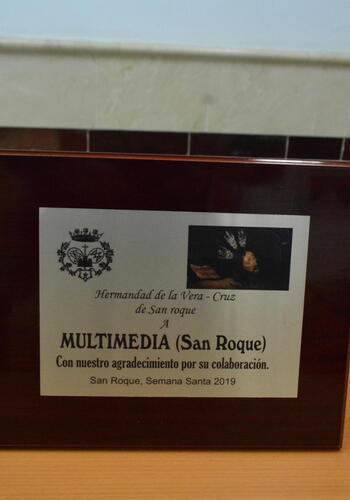 Hermandad de la Vera - Cruz
de San roque
A
MULTIMEDIA (San Roque)
Con nuestro agradecimiento por su colaboración.
San Roque, Semana Santa 2019